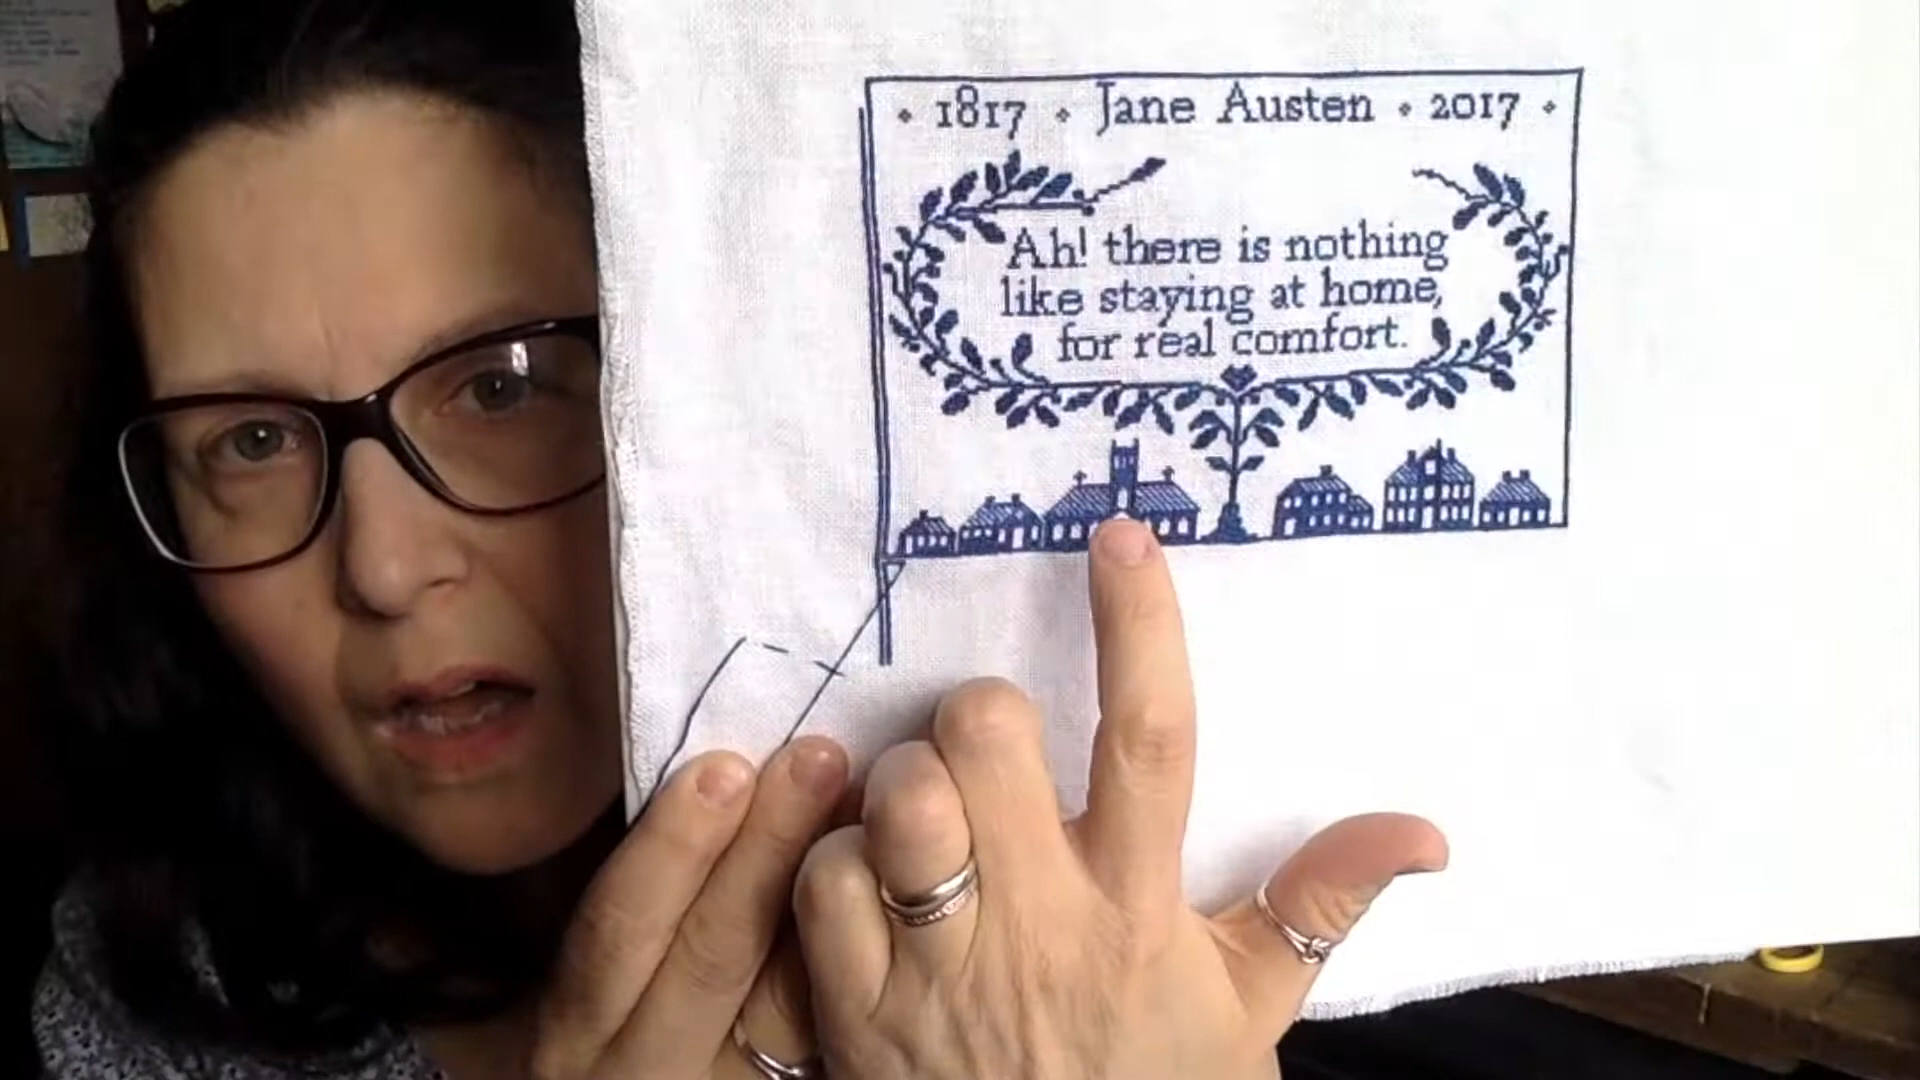 1817 Jane Austen 2017
Ah! there is nothing
like staying at home,
for real comfort.